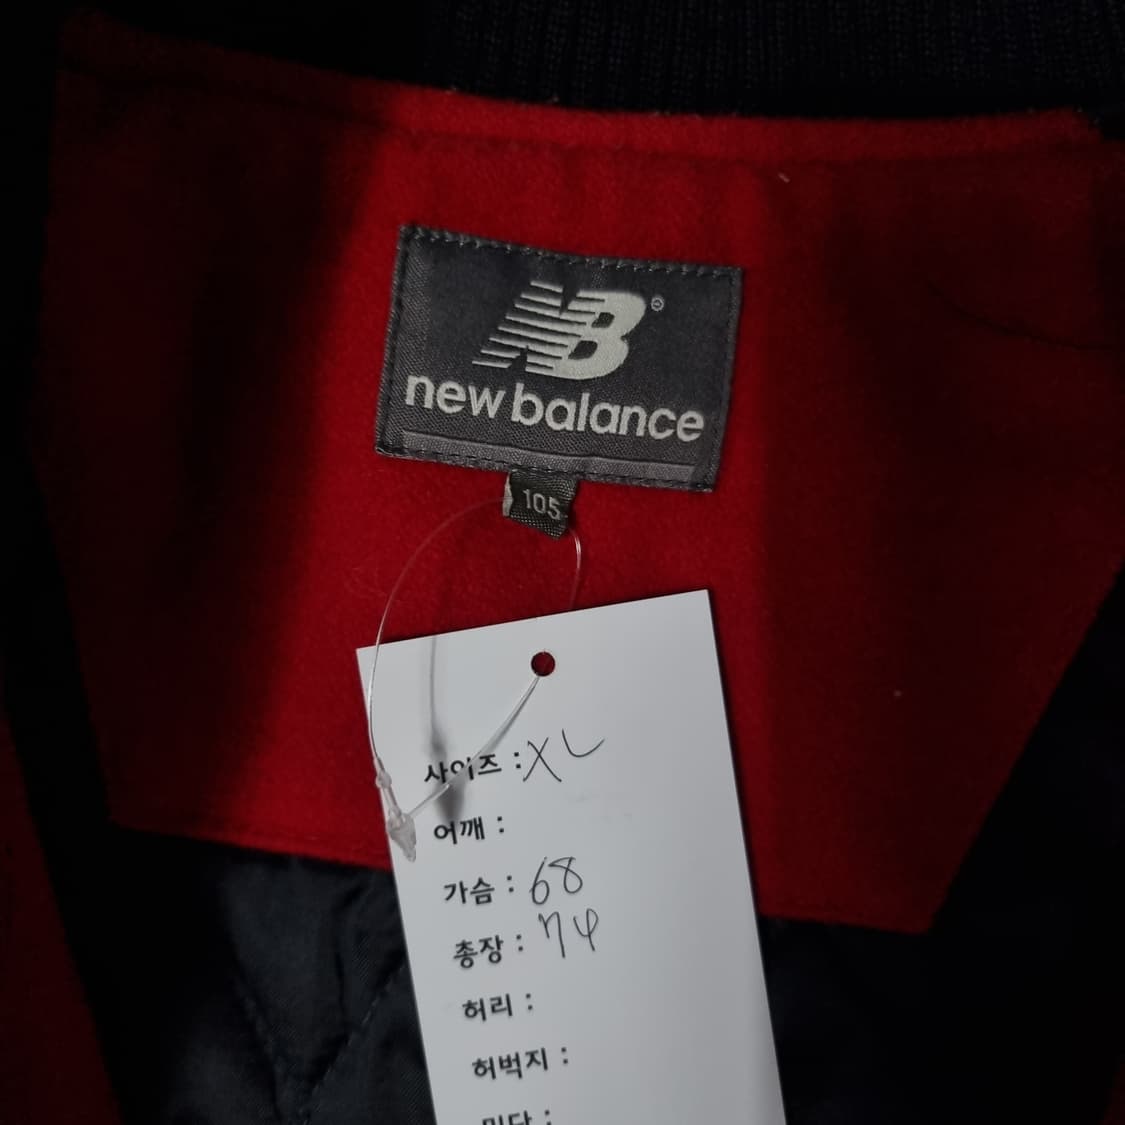 NB
new balance
105
사이즈 : XL
어깨 :
가슴 : 68
총장 : 74
허리 :
허벅지 :